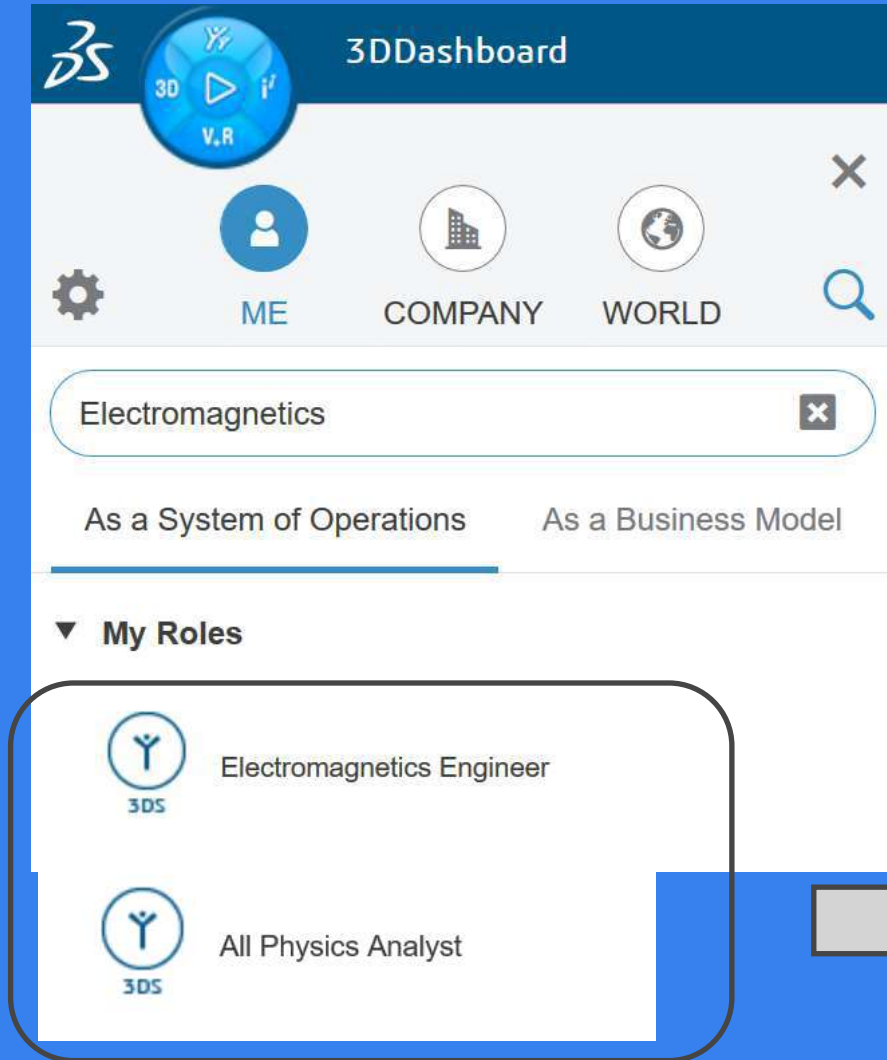 3DS
3DDashboard
3D
i
V+R
ME
COMPANY
WORLD
Electromagnetics
As a System of Operations
As a Business Model
My Roles
3DS
Electromagnetics Engineer
3DS
All Physics Analyst